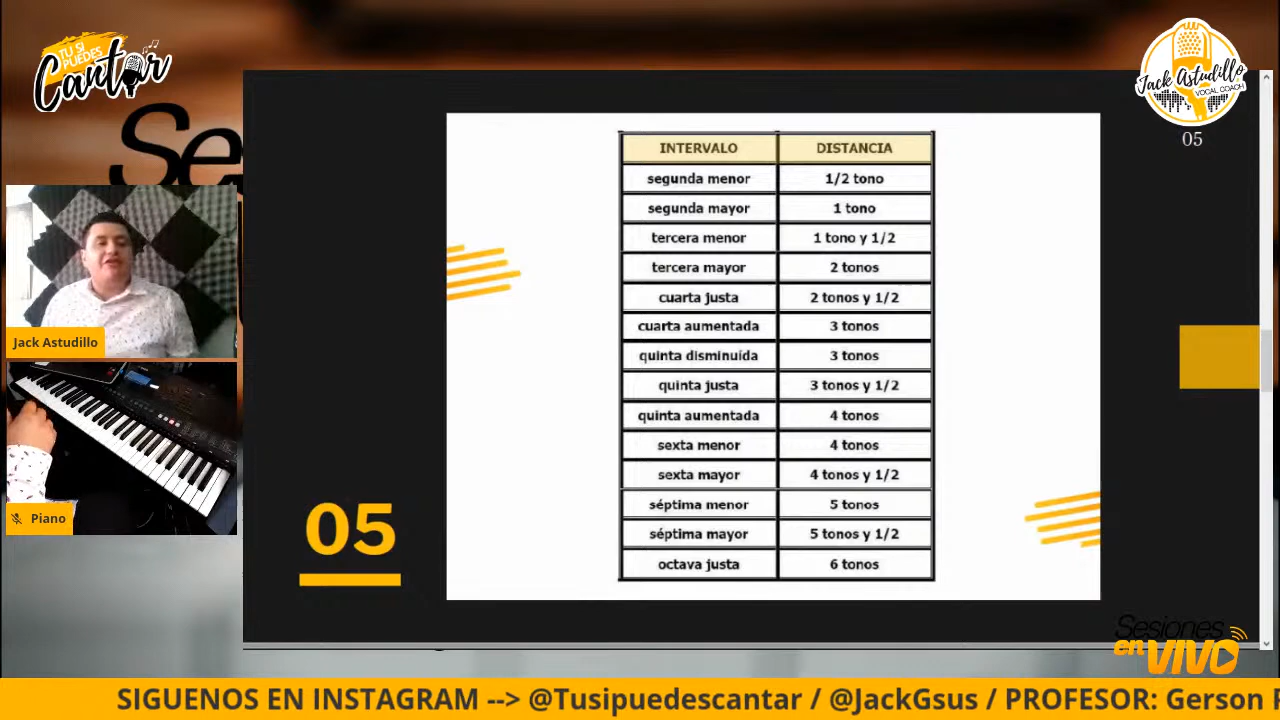 TU SI
PUEDES
Cantar
Jack Astudillo
VOCAL COACH
05
Se
INTERVALO DISTANCIA
segunda menor 1/2 tono
segunda mayor 1 tono
tercera menor 1 tono y 1/2
tercera mayor 2 tonos
cuarta justa 2 tonos y 1/2
cuarta aumentada 3 tonos
quinta disminuída 3 tonos
quinta justa 3 tonos y 1/2
quinta aumentada 4 tonos
sexta menor 4 tonos
sexta mayor 4 tonos y 1/2
séptima menor 5 tonos
séptima mayor 5 tonos y 1/2
octava justa 6 tonos
Jack Astudillo
Piano
05
Sesiones
en VIVO
SIGUENOS EN INSTAGRAM --> @Tusipuedescantar / @JackGsus / PROFESOR: Gerson